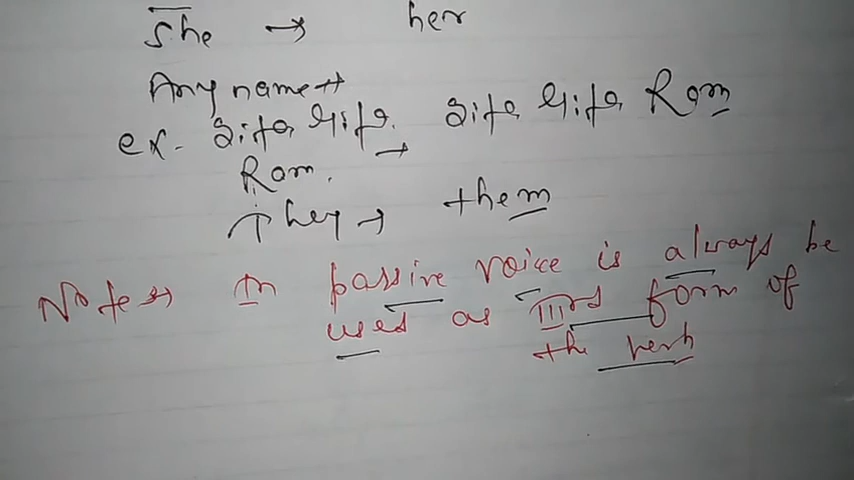 She → her
Any name →
ex. Sita, Gita, → Sita, Gita, Ram
Ram.
They → them
Note → In passive voice is always be
used as IIIrd form of
the verb